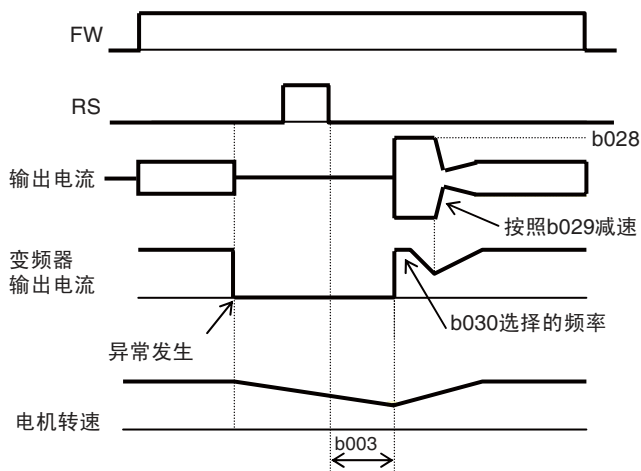 FW
RS
b028
输出电流
按照b029减速
变频器
输出电流
b030选择的频率
异常发生
电机转速
b003